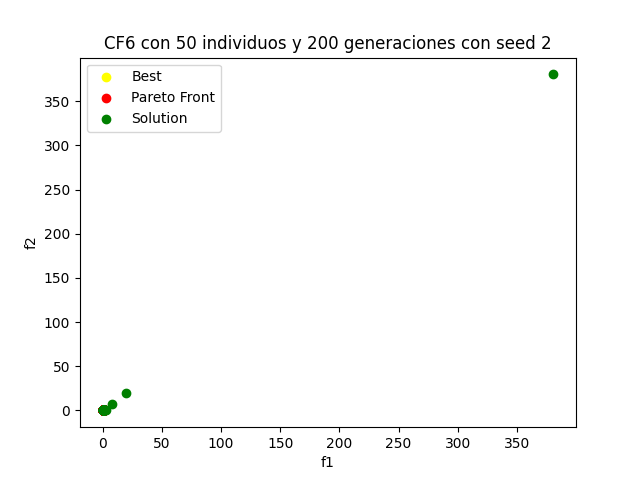 CF6 con 50 individuos y 200 generaciones con seed 2
Best
Pareto Front
Solution
350
300
250
200
150
100
50
0
f2
0 50 100 150 200 250 300 350
f1